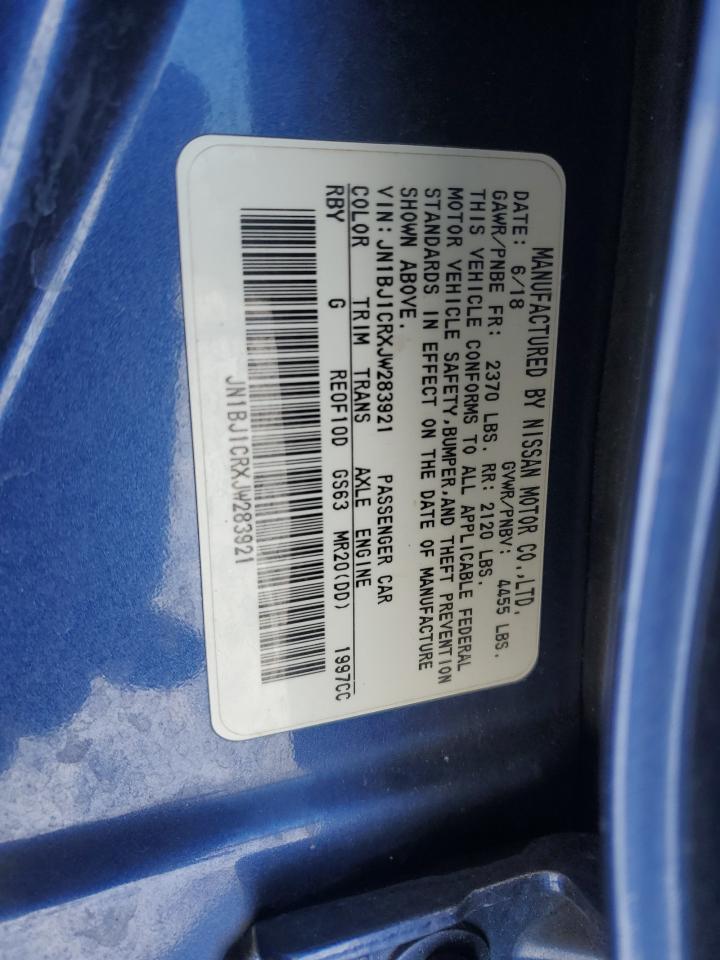 MANUFACTURED BY NISSAN MOTOR CO.,LTD.
DATE: 6/18 GVWR/PNBV: 4455 LBS.
GAWR/PNBE FR: 2370 LBS. RR: 2120 LBS.
THIS VEHICLE CONFORMS TO ALL APPLICABLE FEDERAL
MOTOR VEHICLE SAFETY,BUMPER,AND THEFT PREVENTION
STANDARDS IN EFFECT ON THE DATE OF MANUFACTURE
SHOWN ABOVE.
VIN:JN1BJ1CRXJW283921 PASSENGER CAR
COLOR TRIM TRANS AXLE ENGINE
RBY G RE0F10D GS63 MR20(DD) 1997CC
JN1BJ1CRXJW283921